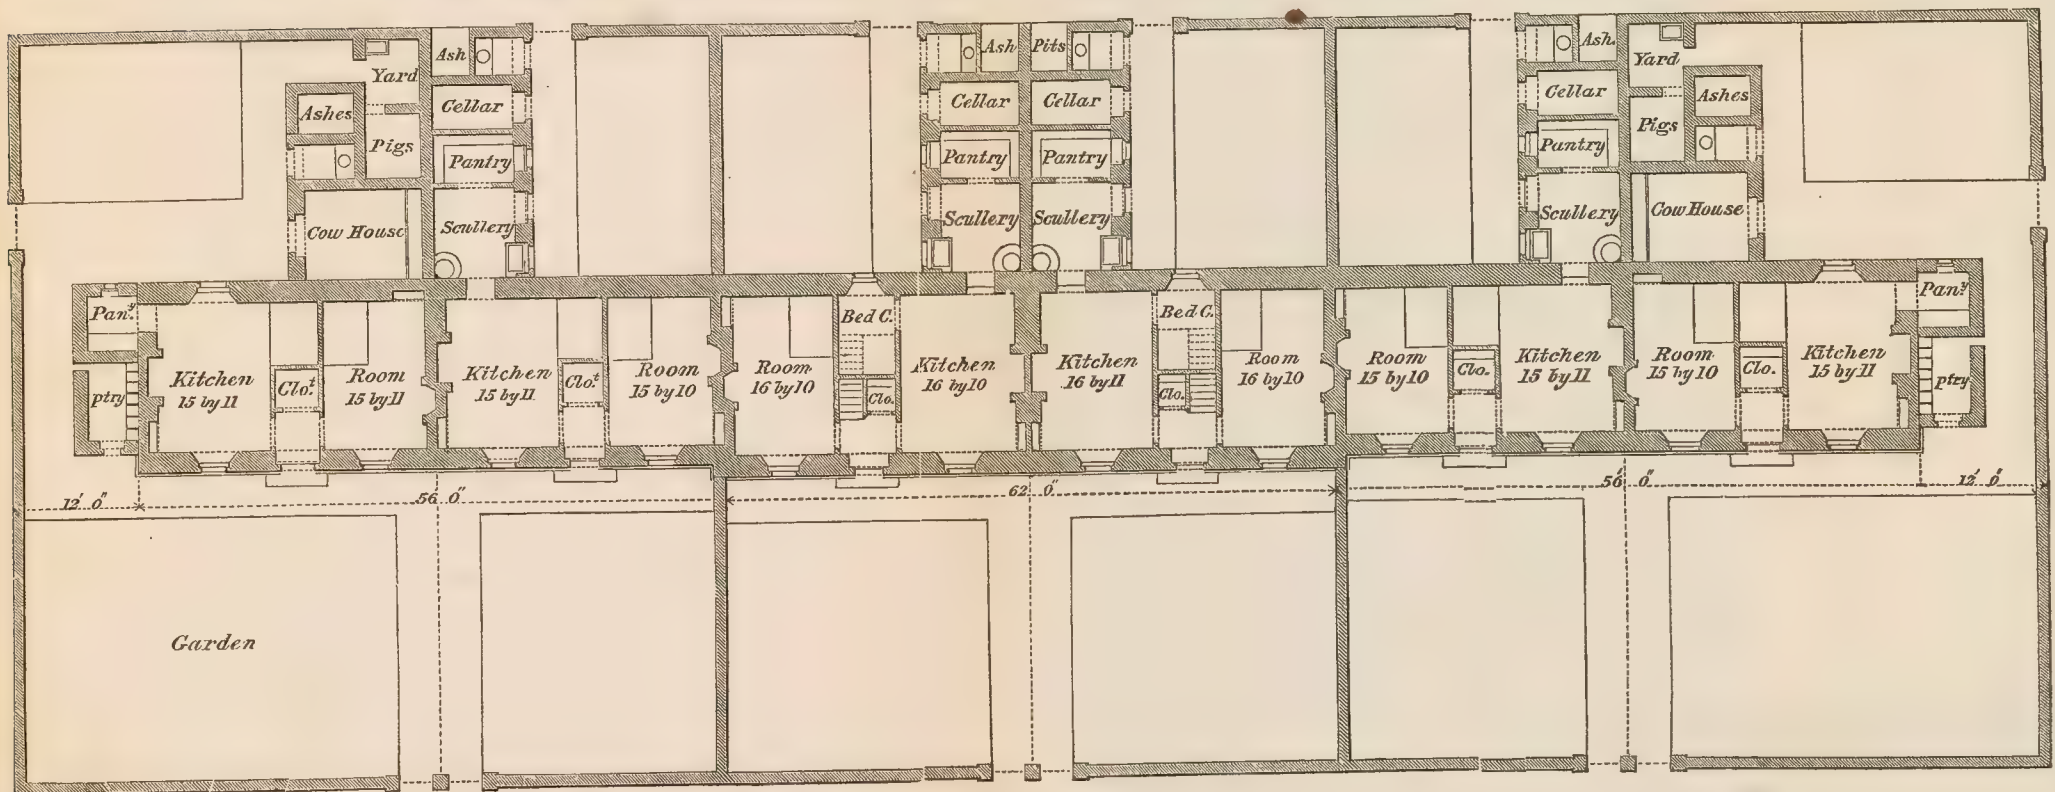 Ash
Ash
Pits
Ash.
Yard
Yard
Ashes
Cellar
Cellar
Cellar
Cellar
Ashes
Pigs
Pantry
Pantry
Pantry
Pantry
Pigs
Cow House
Scullery
Scullery
Scullery
Scullery
Cow House
Pan.y
Kitchen
15 by 11
Clo.t
Room
15 by 11
Kitchen
15 by 11
Clo.t
Room
15 by 10
Room
16 by 10
Bed C.
Clo.
Kitchen
16 by 10
Kitchen
16 by 11
Bed C.
Clo.
Room
16 by 10
Room
15 by 10
Clo.
Kitchen
15 by 11
Room
15 by 10
Clo.
Kitchen
15 by 11
Pan.y
ptry
ptry
12' 0"
56' 0"
62' 0"
56' 0"
12' 0"
Garden